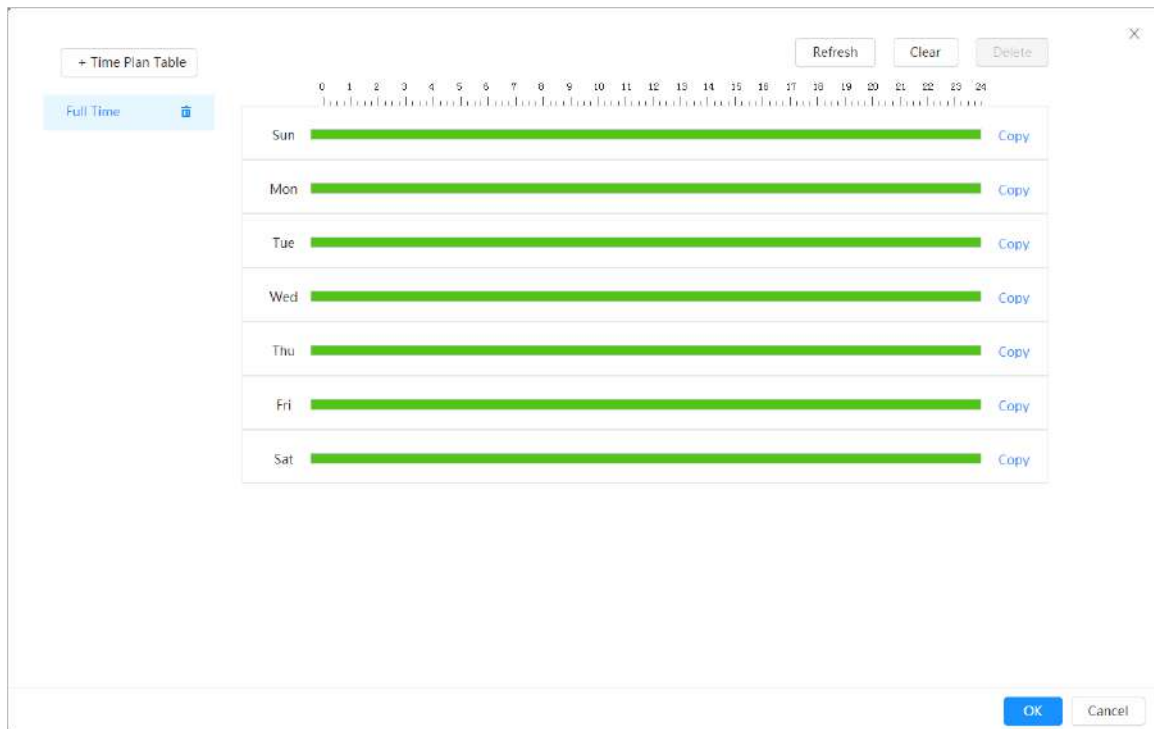 X
+ Time Plan Table
Refresh Clear Delete
0 1 2 3 4 5 6 7 8 9 10 11 12 13 14 15 16 17 18 19 20 21 22 23 24
Full Time
Sun Copy
Mon Copy
Tue Copy
Wed Copy
Thu Copy
Fri Copy
Sat Copy
OK Cancel